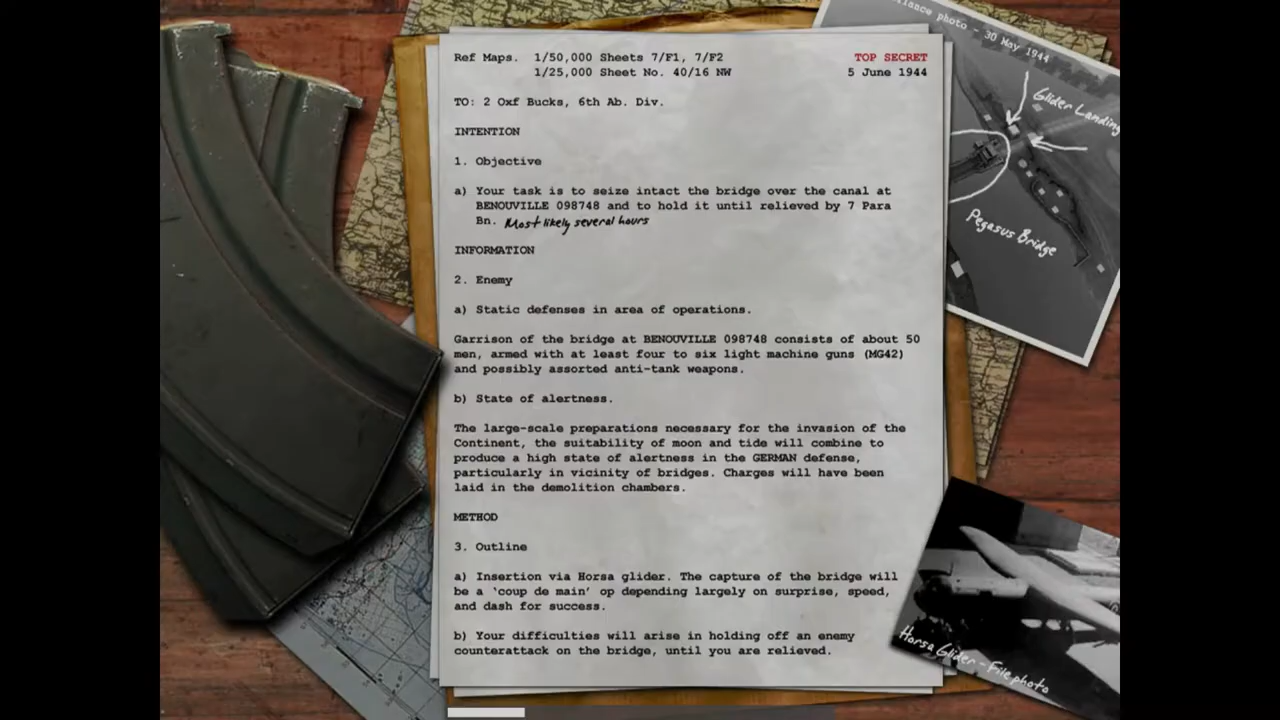 Ref Maps. 1/50,000 Sheets 7/F1, 7/F2
TOP SECRET
1/25,000 Sheet No. 40/16 NW
5 June 1944
TO: 2 Oxf Bucks, 6th Ab. Div.
INTENTION
1. Objective
a) Your task is to seize intact the bridge over the canal at
BENOUVILLE 098748 and to hold it until relieved by 7 Para
Bn. Most likely several hours
INFORMATION
2. Enemy
a) Static defenses in area of operations.
Garrison of the bridge at BENOUVILLE 098748 consists of about 50
men, armed with at least four to six light machine guns (MG42)
and possibly assorted anti-tank weapons.
b) State of alertness.
The large-scale preparations necessary for the invasion of the
Continent, the suitability of moon and tide will combine to
produce a high state of alertness in the GERMAN defense,
particularly in vicinity of bridges. Charges will have been
laid in the demolition chambers.
METHOD
3. Outline
a) Insertion via Horsa glider. The capture of the bridge will
be a ‘coup de main’ op depending largely on surprise, speed,
and dash for success.
b) Your difficulties will arise in holding off an enemy
counterattack on the bridge, until you are relieved.
photo - 30 May 1944
Glider Landing
Pegasus Bridge
Horsa Glider - File photo